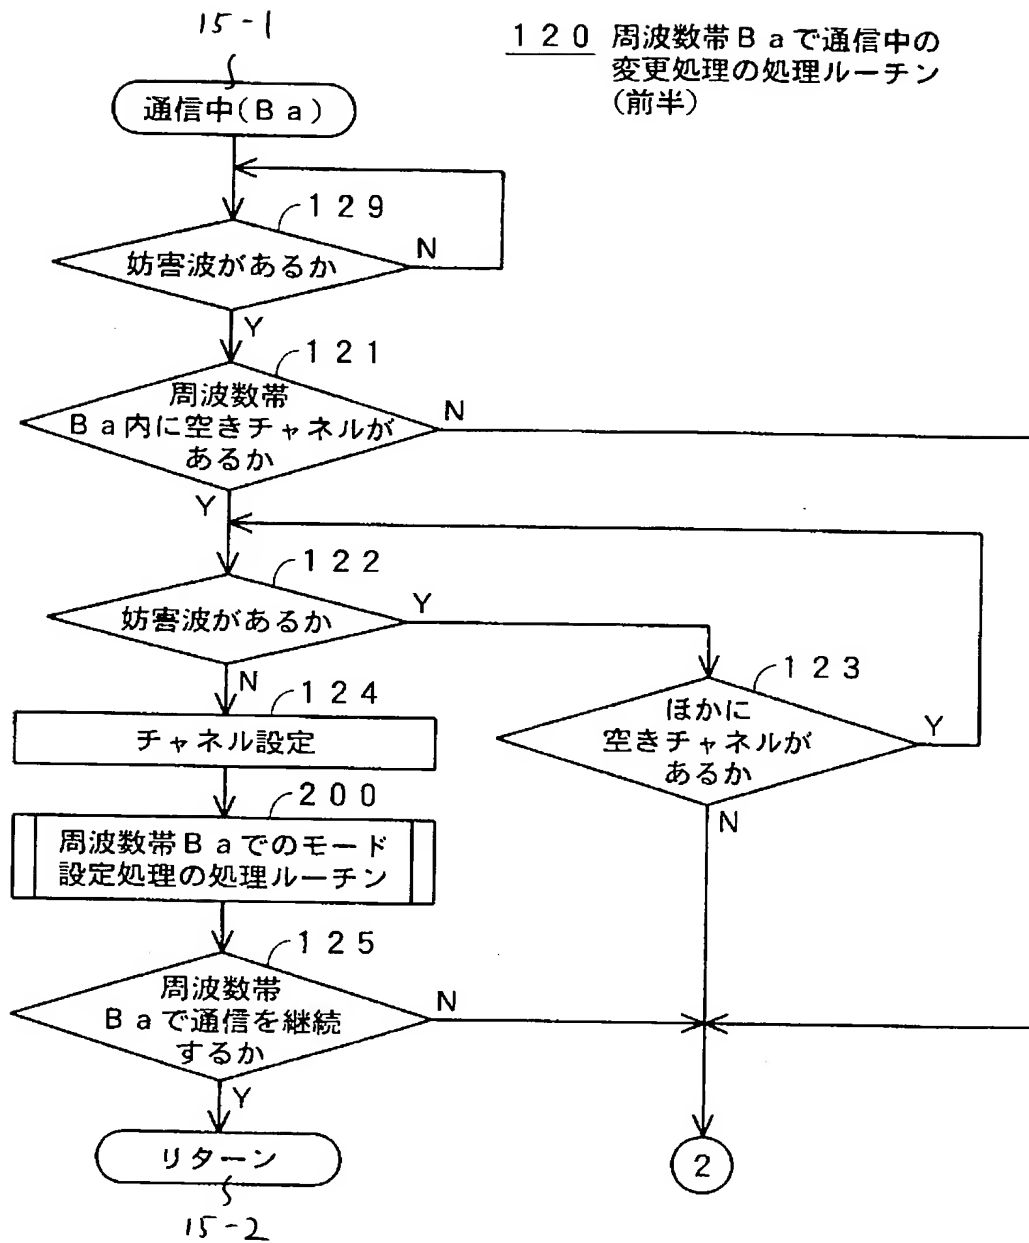 15-1
120 周波数帯Baで通信中の
変更処理の処理ルーチン
(前半)
通信中(Ba)
129
妨害波があるか
N
Y
121
周波数帯
Ba内に空きチャネルが
あるか
N
Y
122
妨害波があるか
Y
N
123
ほかに
空きチャネルが
あるか
Y
N
124
チャネル設定
200
周波数帯Baでのモード
設定処理の処理ルーチン
125
周波数帯
Baで通信を継続
するか
N
Y
リターン
2
15-2